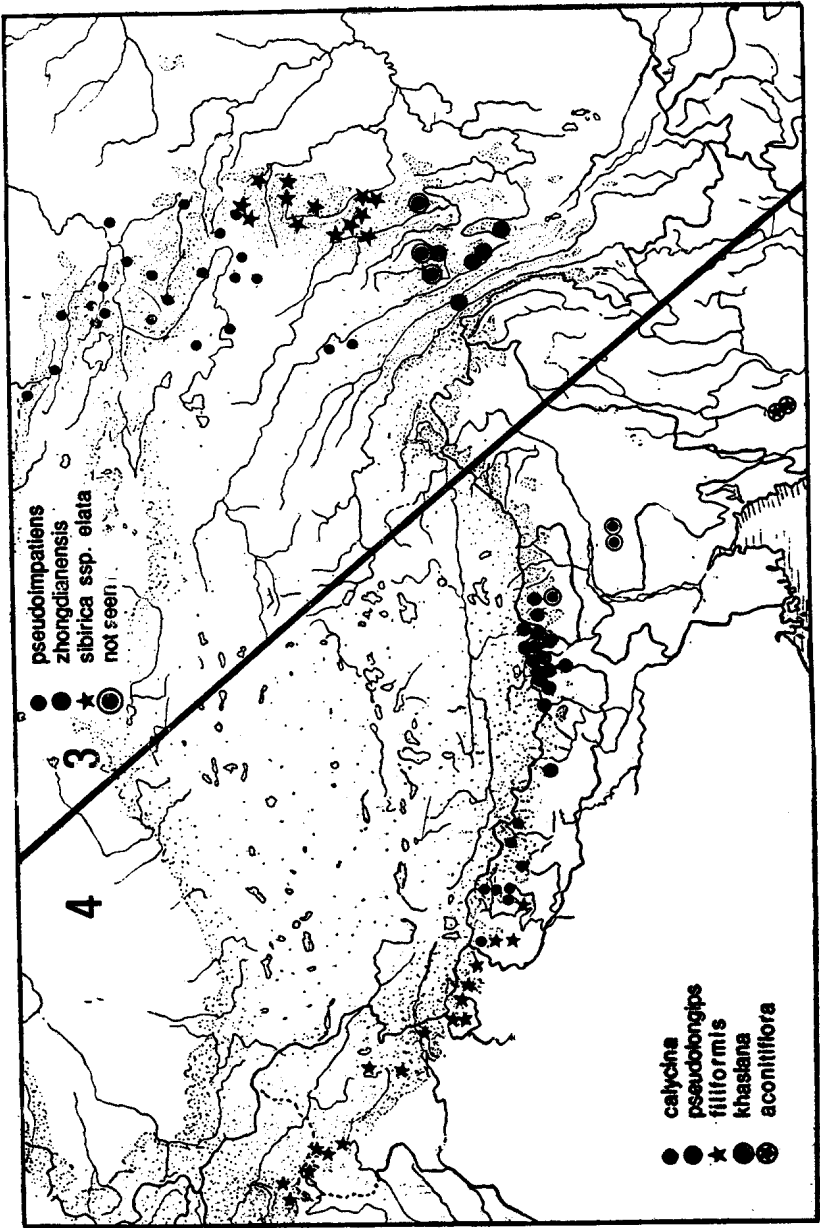 3
pseudoimpatiens
zhongdianensis
sibirica ssp. elata
not seen
4
calycina
pseudolongips
filiformis
khasiana
aconitiflora